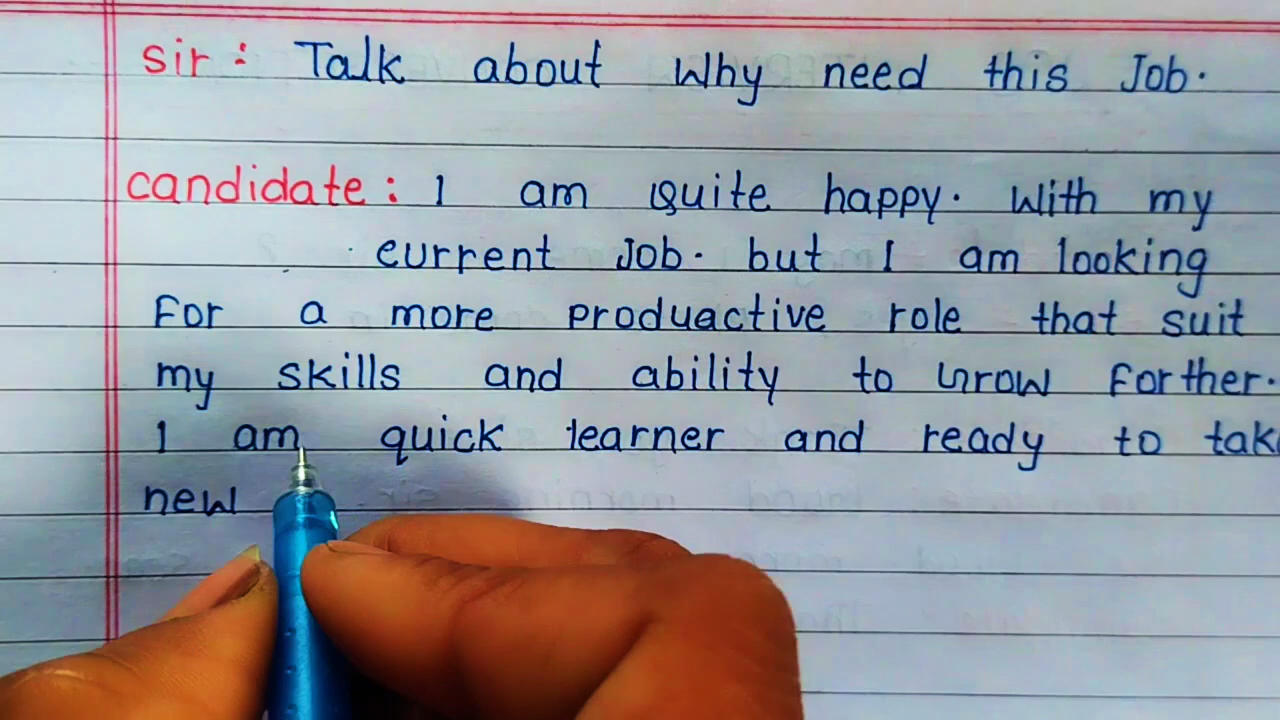 sir : Talk about Why need this Job.
candidate : I am quite happy. With my
current Job. but I am looking
For a more produactive role that suit
my skills and ability to Grow For ther.
I am quick learner and ready to tak
new